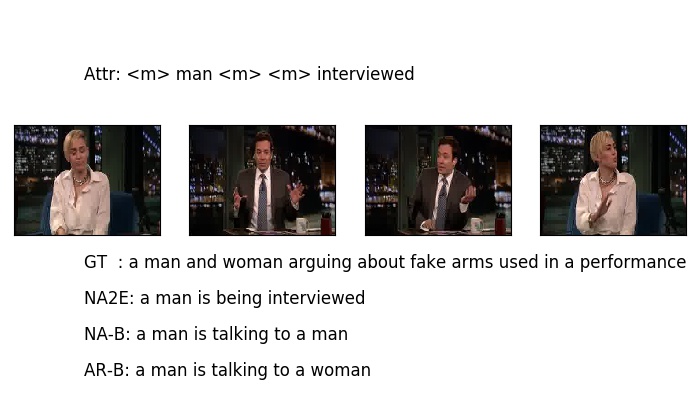 Attr: <m> man <m> <m> interviewed
GT  : a man and woman arguing about fake arms used in a performance
NA2E: a man is being interviewed
NA-B: a man is talking to a man
AR-B: a man is talking to a woman